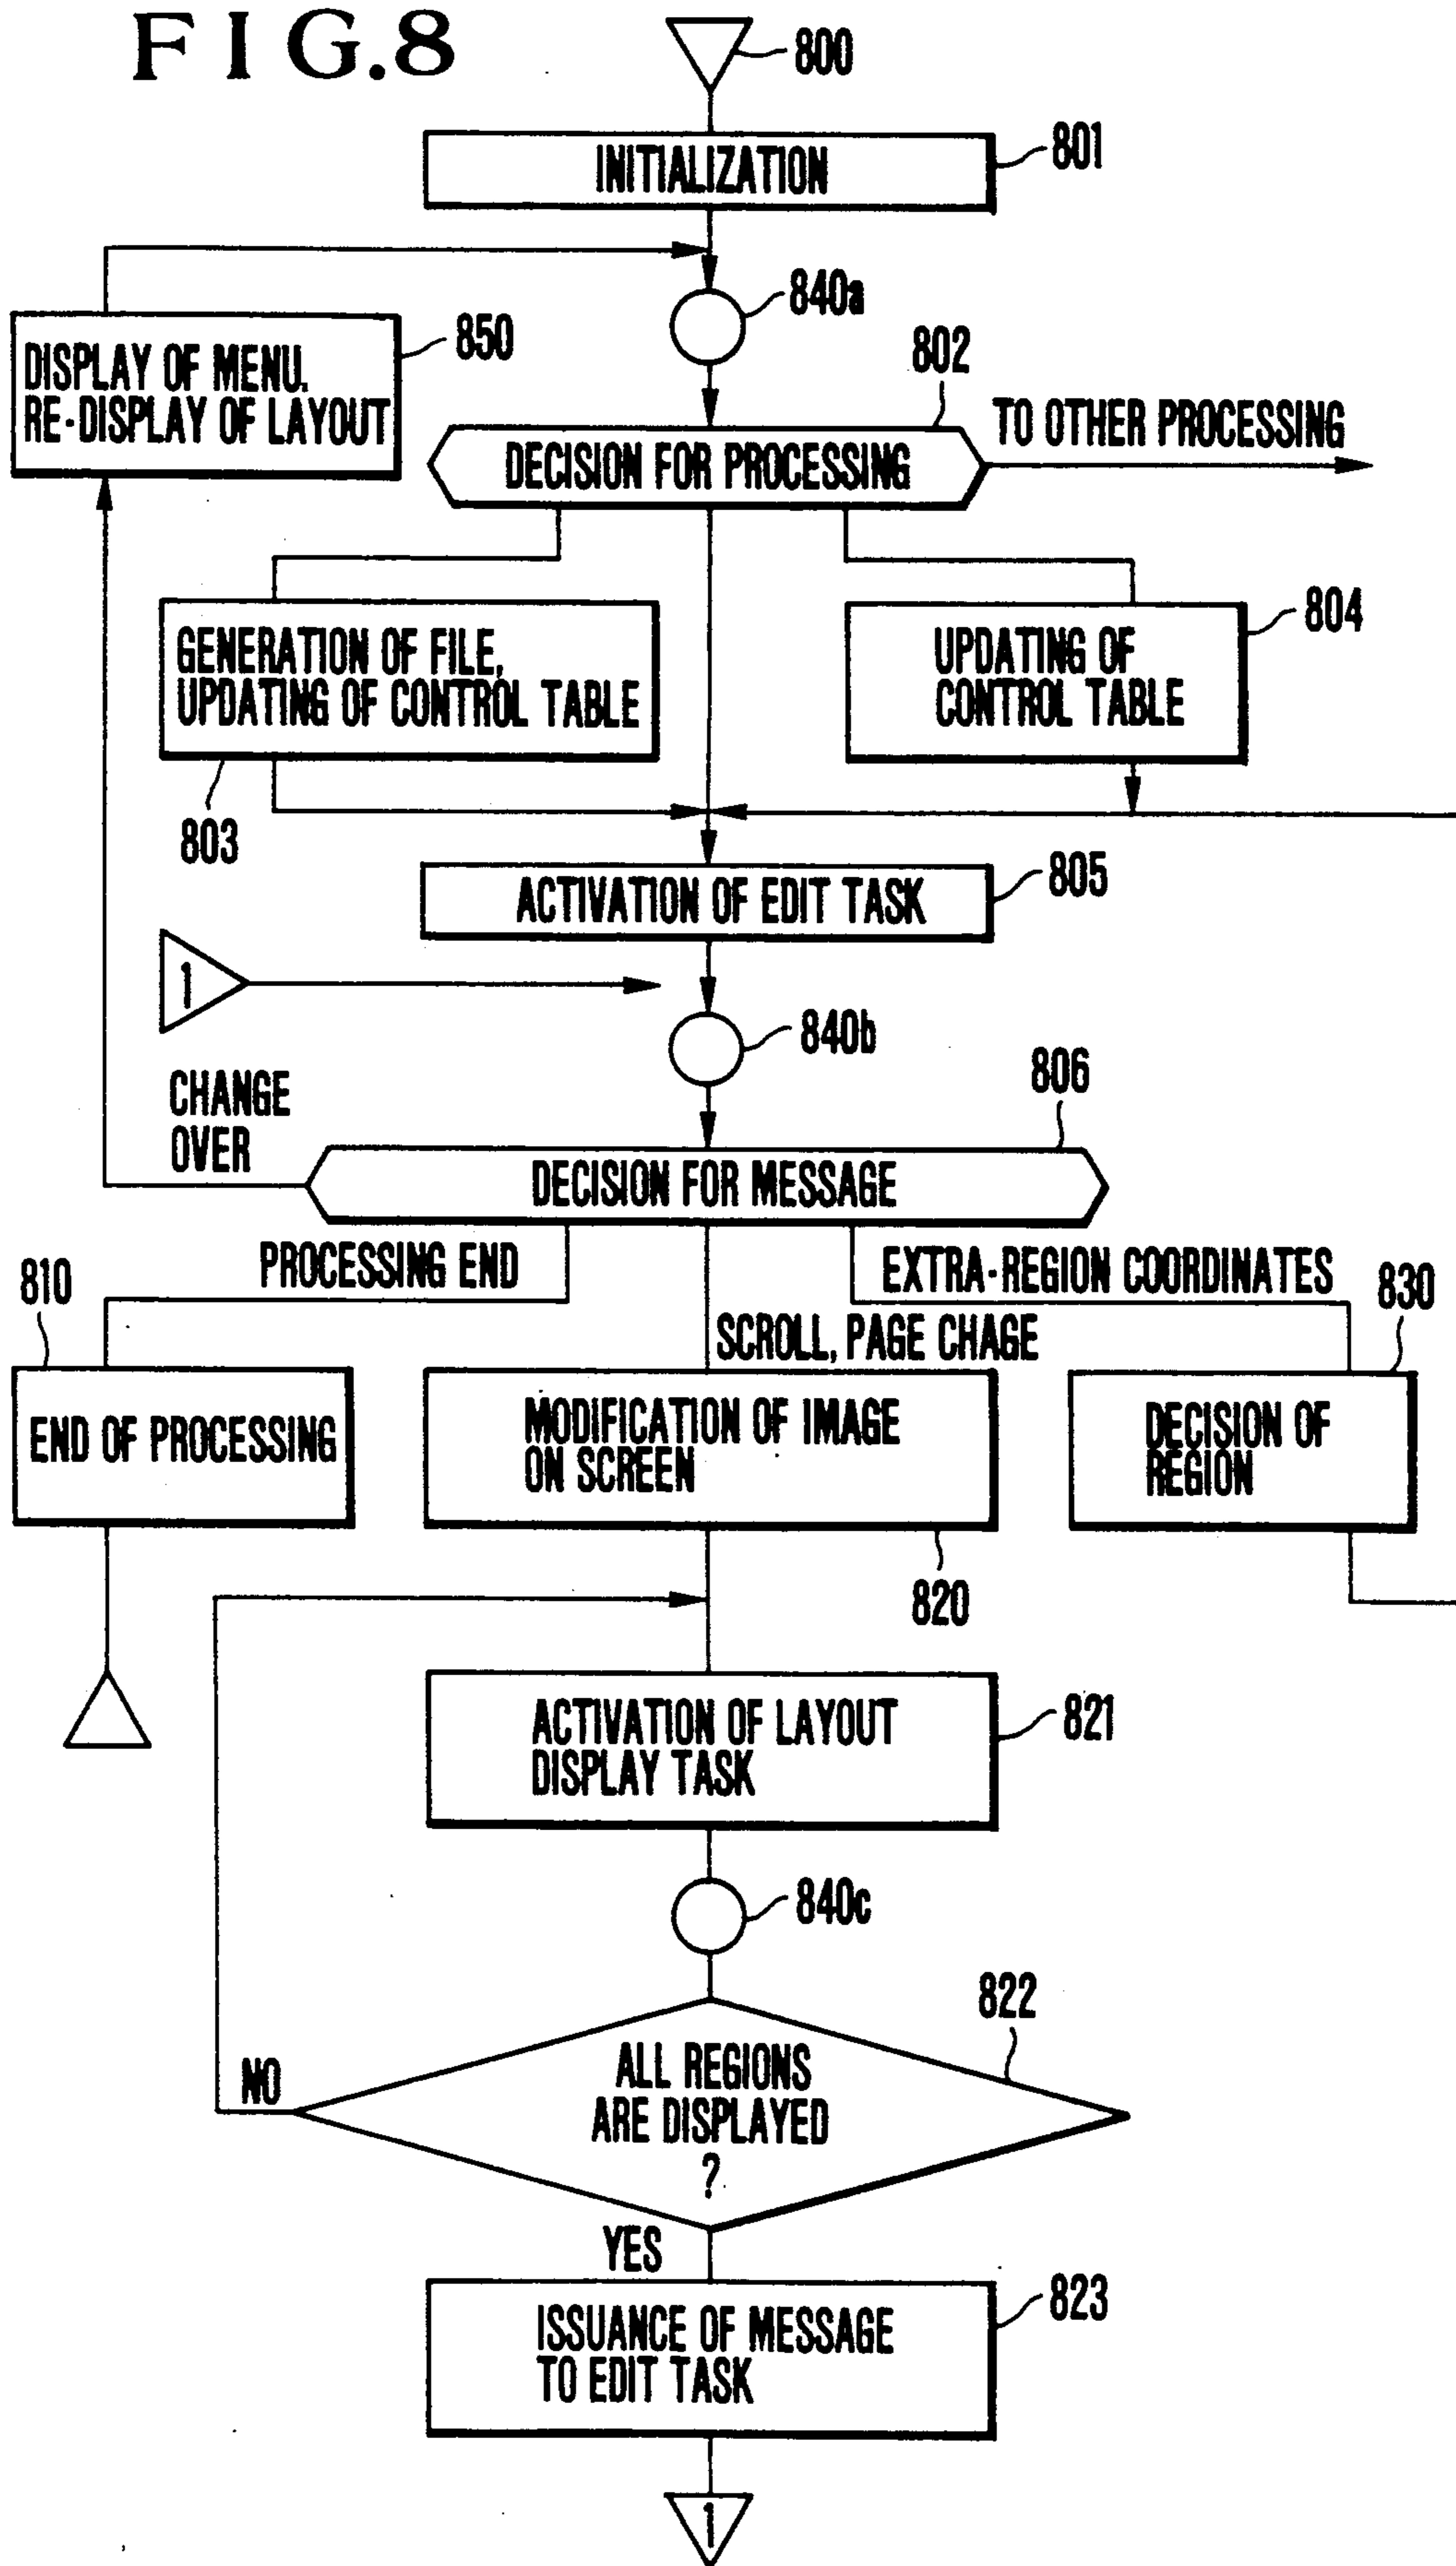 FIG.8
800
INITIALIZATION
801
840a
DISPLAY OF MENU.
RE-DISPLAY OF LAYOUT
850
802
DECISION FOR PROCESSING
TO OTHER PROCESSING
GENERATION OF FILE,
UPDATING OF CONTROL TABLE
803
UPDATING OF
CONTROL TABLE
804
ACTIVATION OF EDIT TASK
805
1
840b
CHANGE
OVER
806
DECISION FOR MESSAGE
PROCESSING END
EXTRA-REGION COORDINATES
SCROLL, PAGE CHAGE
810
END OF PROCESSING
MODIFICATION OF IMAGE
ON SCREEN
820
830
DECISION OF
REGION
ACTIVATION OF LAYOUT
DISPLAY TASK
821
840c
822
ALL REGIONS
ARE DISPLAYED
?
NO
YES
ISSUANCE OF MESSAGE
TO EDIT TASK
823
1